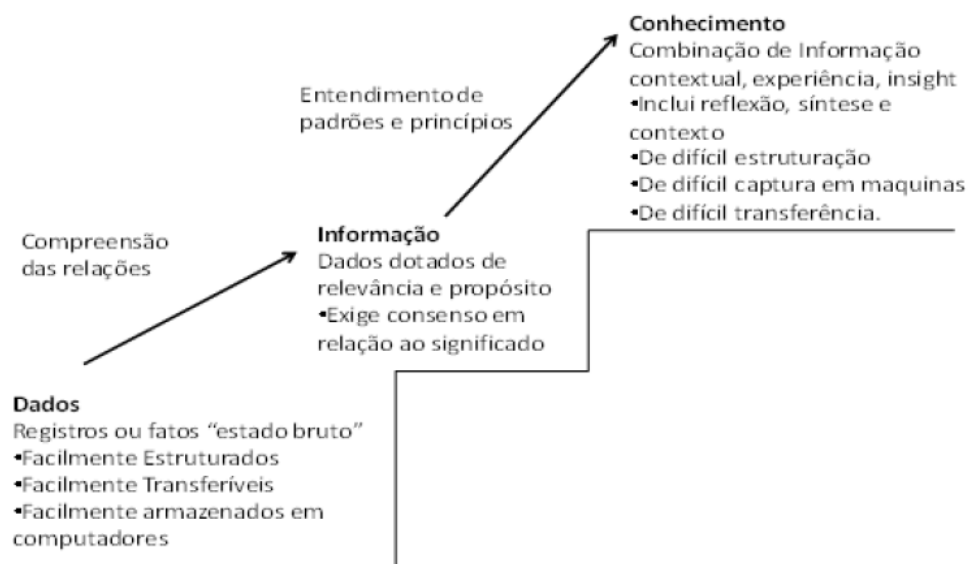 Conhecimento
Combinação de Informação
contextual, experiência, insight
•Inclui reflexão, síntese e
contexto
•De difícil estruturação
•De difícil captura em maquinas
•De difícil transferência.
Entendimento de
padrões e princípios
Informação
Dados dotados de
relevância e propósito
•Exige consenso em
relação ao significado
Compreensão
das relações
Dados
Registros ou fatos “estado bruto”
•Facilmente Estruturados
•Facilmente Transferíveis
•Facilmente armazenados em
computadores